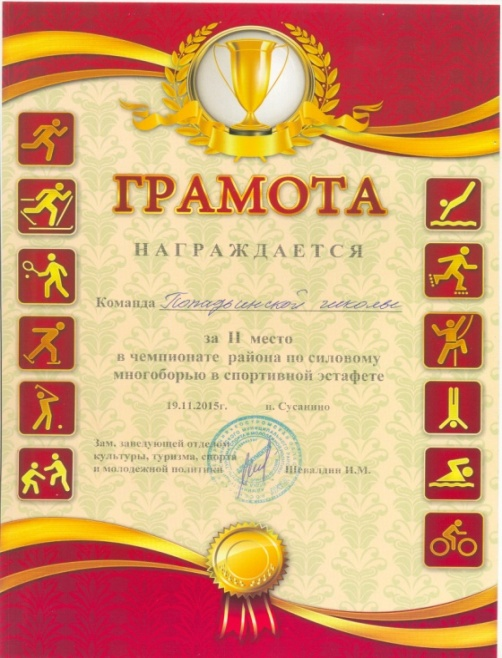 ГРАМОТА
НАГРАЖДАЕТСЯ
Команда Попадьинской школы
за II место
в чемпионате района по силовому
многоборью в спортивной эстафете
19.11.2015г. п. Сусанино
Зам. заведующей отделом
культуры, туризма, спорта
и молодежной политики Шевалдин И.М.